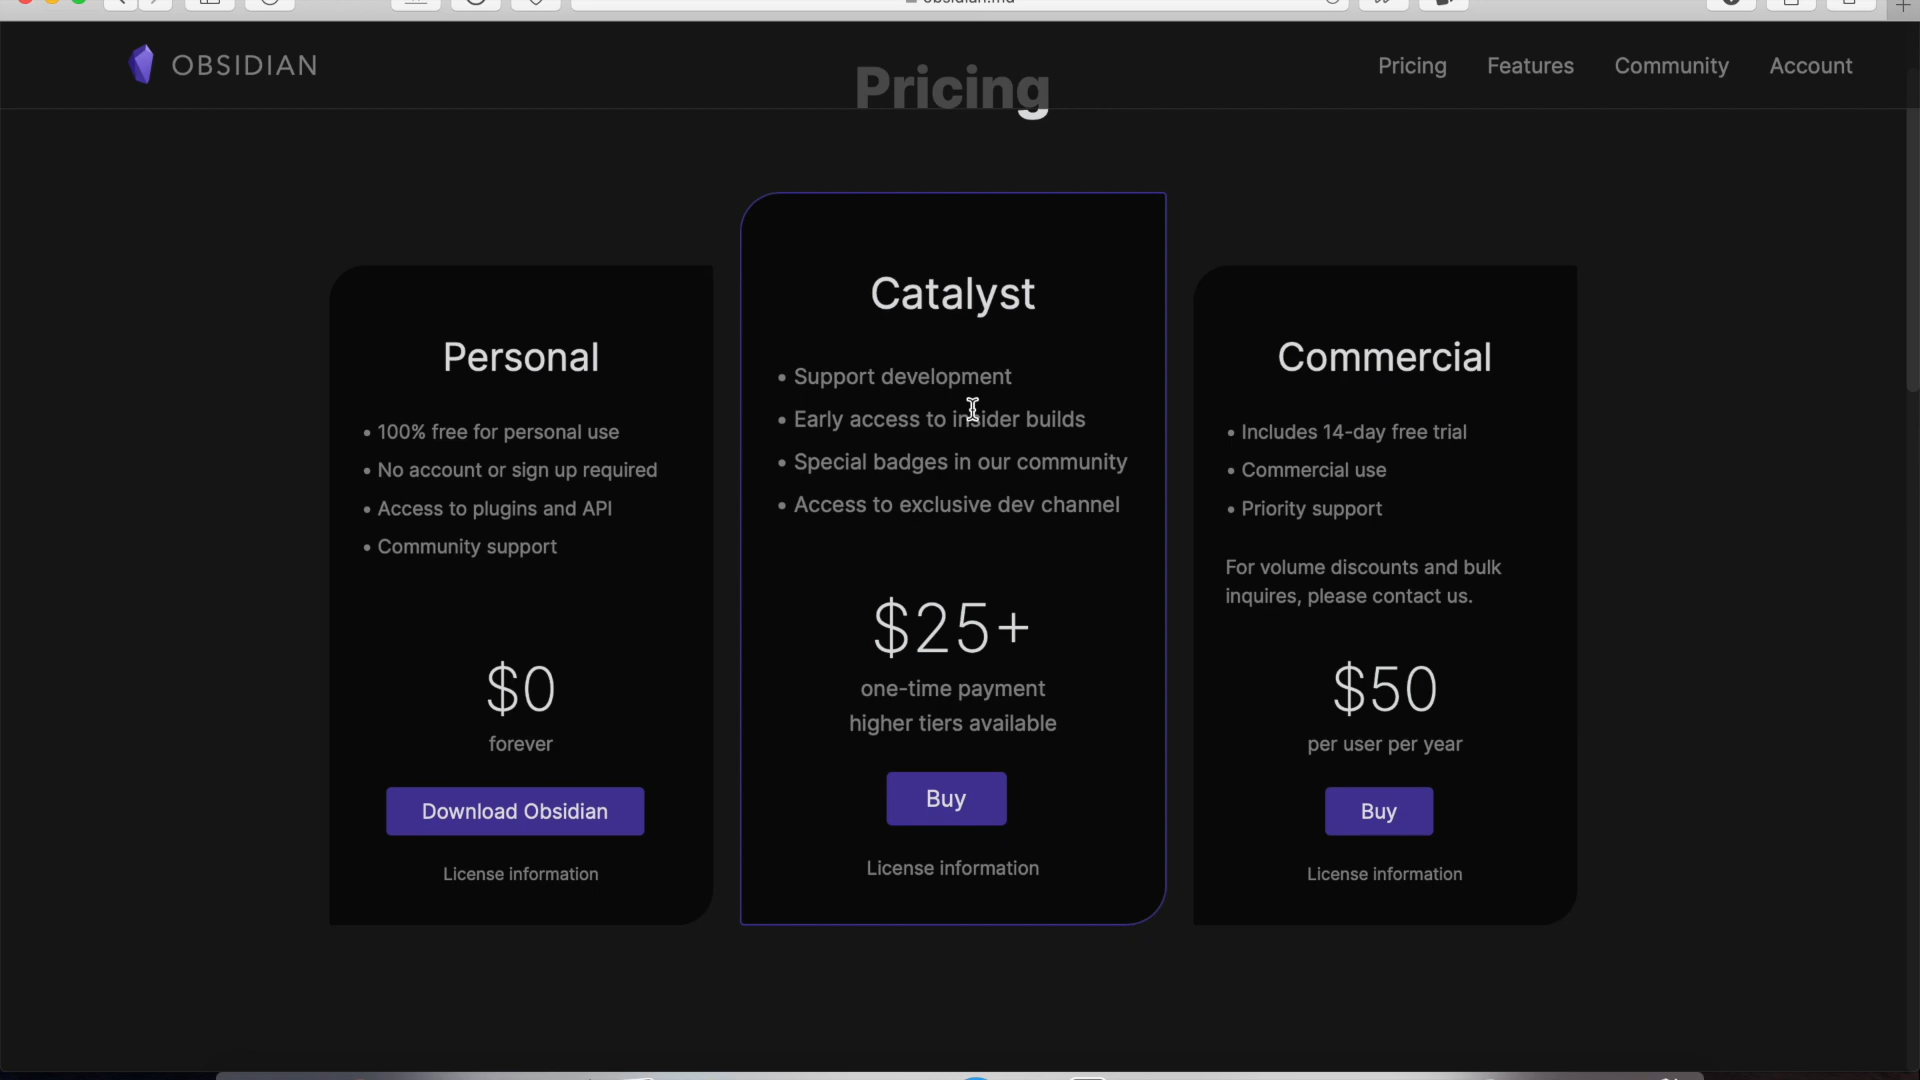 OBSIDIAN
Pricing
Features
Community
Account
Pricing
Personal
• 100% free for personal use
• No account or sign up required
• Access to plugins and API
• Community support
$0
forever
Download Obsidian
License information
Catalyst
• Support development
• Early access to insider builds
• Special badges in our community
• Access to exclusive dev channel
$25+
one-time payment
higher tiers available
Buy
License information
Commercial
• Includes 14-day free trial
• Commercial use
• Priority support
For volume discounts and bulk
inquires, please contact us.
$50
per user per year
Buy
License information